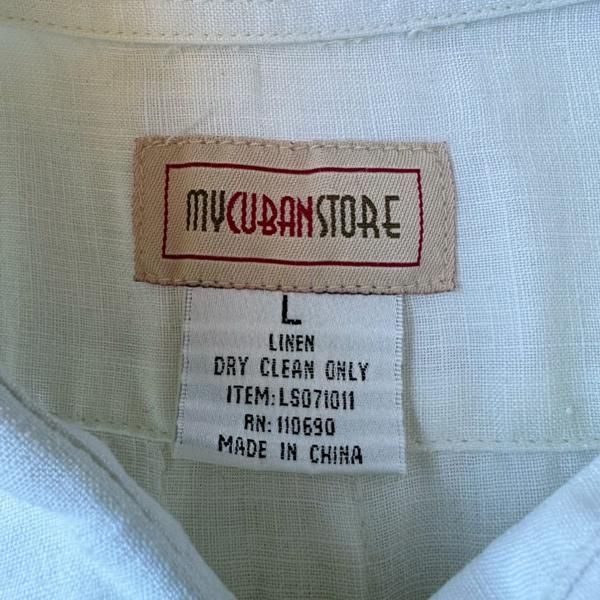 MYCUBANSTORE
L
LINEN
DRY CLEAN ONLY
ITEM:LS071011
RN:110690
MADE IN CHINA